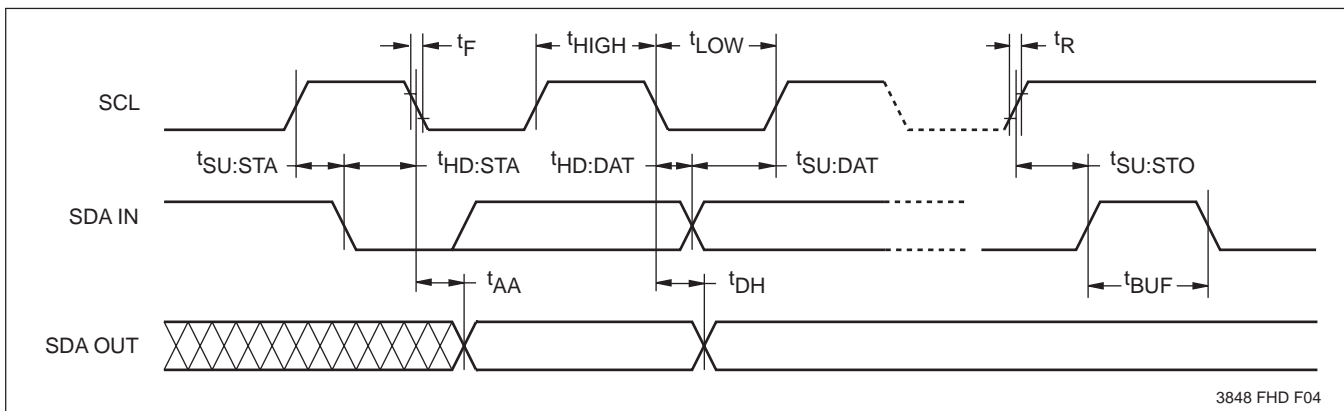 tF tHIGH tLOW tR
SCL
tSU:STA tHD:STA tHD:DAT tSU:DAT tSU:STO
SDA IN
tAA tDH tBUF
SDA OUT
3848 FHD F04